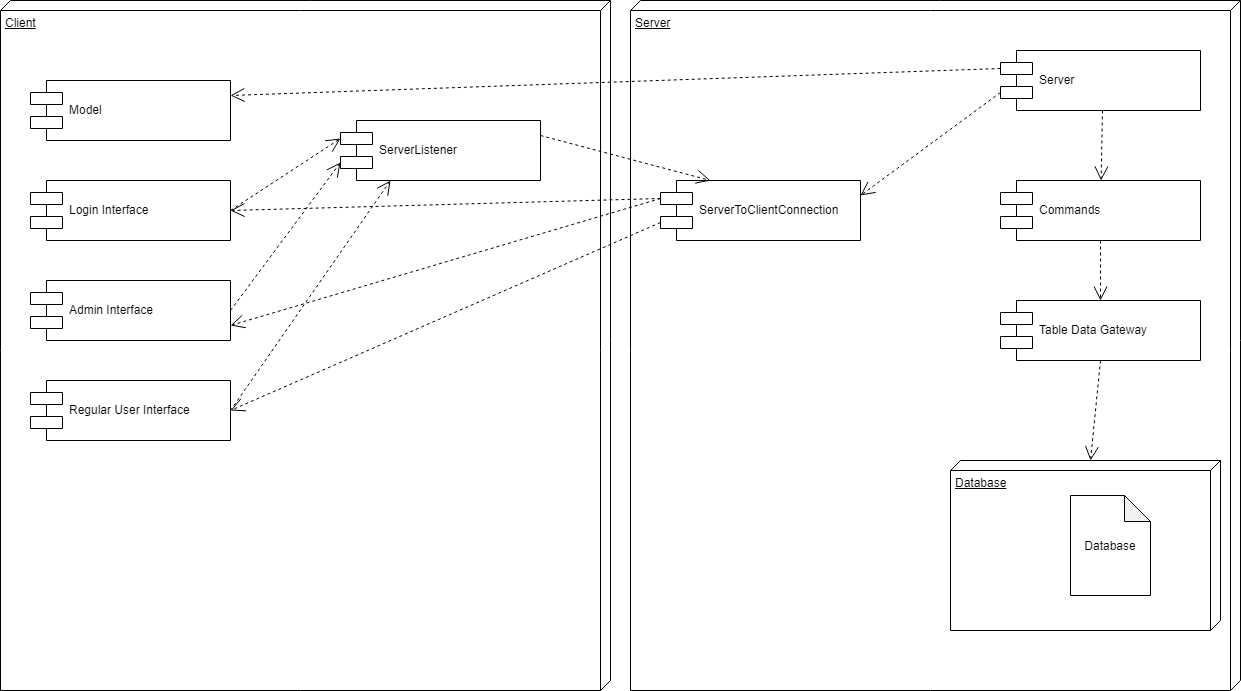 Client
Model
ServerListener
Login Interface
Admin Interface
Regular User Interface
Server
Server
ServerToClientConnection
Commands
Table Data Gateway
Database
Database